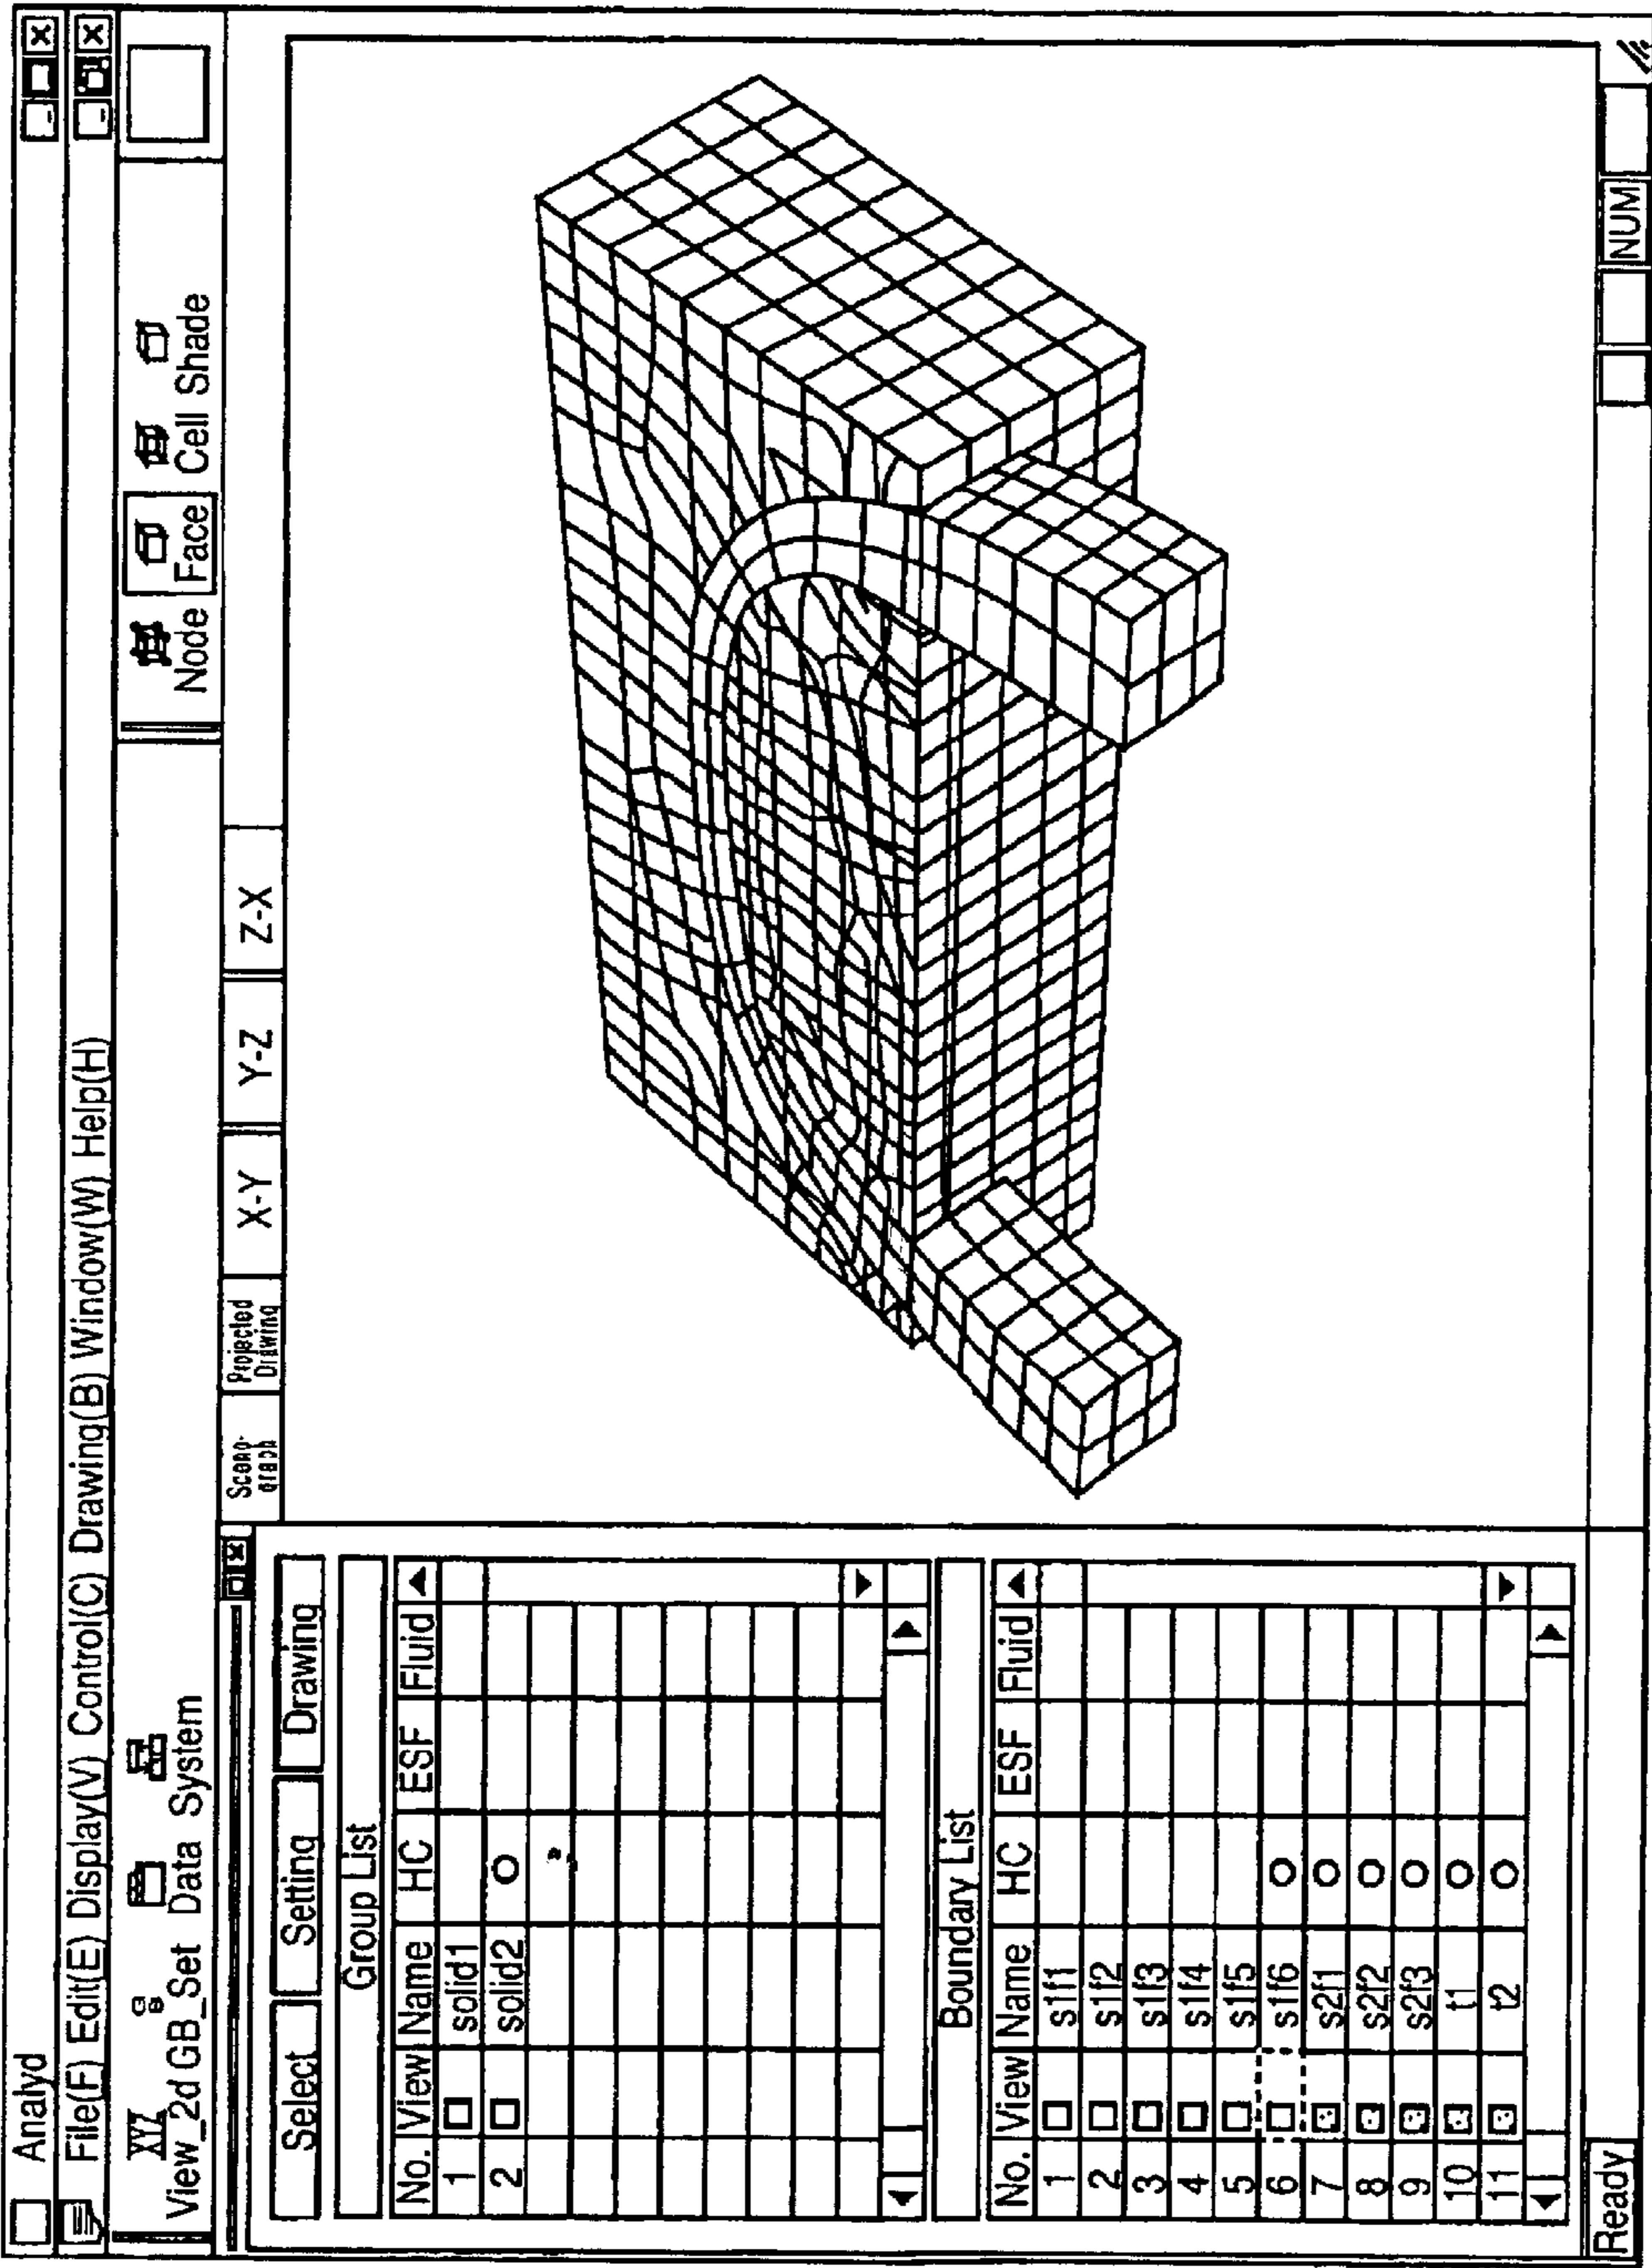 Analyd
File(F) Edit(E) Display(V) Control(C) Drawing(B) Window(W) Help(H)
XYZ G B
View_2d GB_Set Data System
Node Face Cell Shade
Select Setting Drawing
Scano-graph Projected Drawing X-Y Y-Z Z-X
Group List
No. View Name HC ESF Fluid
1 solid1
2 solid2 O
Boundary List
No. View Name HC ESF Fluid
1 s1f1
2 s1f2
3 s1f3
4 s1f4
5 s1f5
6 s1f6 O
7 s2f1 O
8 s2f2 O
9 s2f3 O
10 t1 O
11 t2 O
Ready NUM